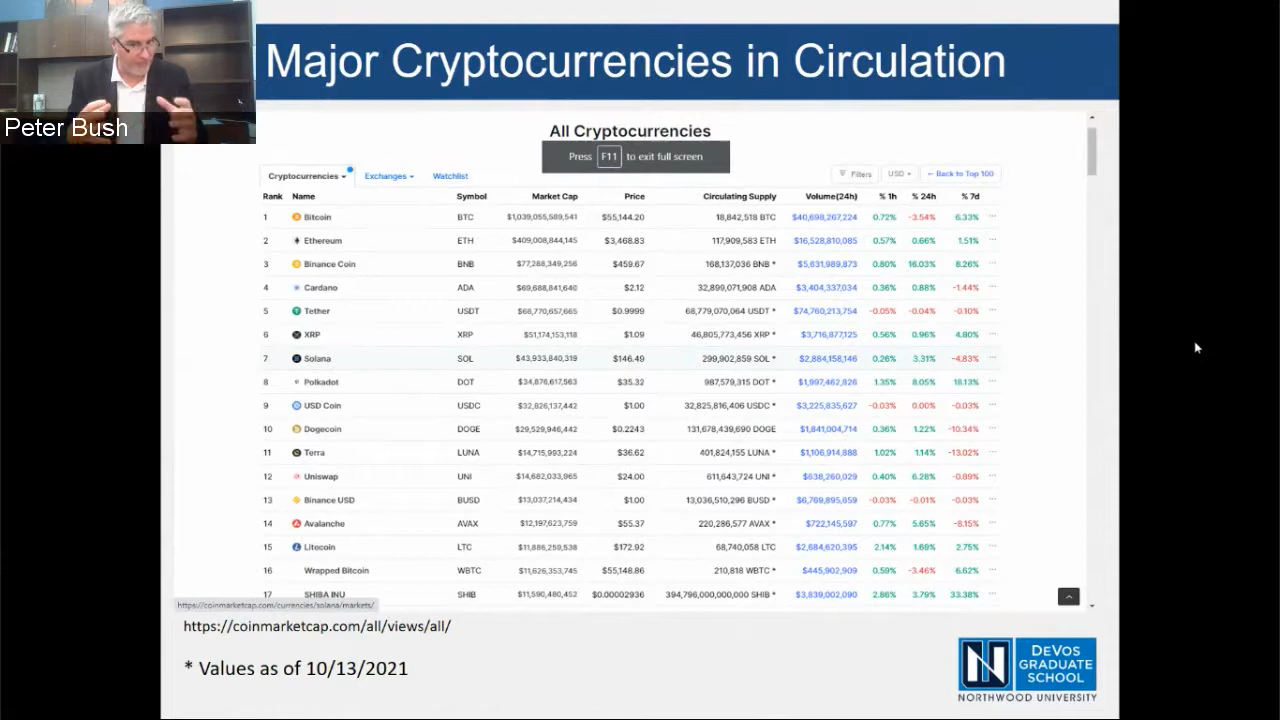 Major Cryptocurrencies in Circulation
Peter Bush
All Cryptocurrencies
Press F11 to exit full screen
Cryptocurrencies Exchanges Watchlist Filters USD ← Back to Top 100
Rank Name Symbol Market Cap Price Circulating Supply Volume(24h) % 1h % 24h % 7d
1 Bitcoin BTC $1,039,055,589,541 $55,144.20 18,842,518 BTC $40,698,267,224 0.72% -3.54% 6.33%
2 Ethereum ETH $409,008,844,145 $3,468.83 117,909,583 ETH $16,528,810,085 0.57% 0.66% 1.51%
3 Binance Coin BNB $77,288,349,256 $459.67 168,137,036 BNB * $5,631,989,873 0.80% 16.03% 8.26%
4 Cardano ADA $69,688,841,640 $2.12 32,899,071,908 ADA $3,404,337,034 0.36% 0.88% -1.44%
5 Tether USDT $68,770,657,665 $0.9999 68,779,070,064 USDT * $74,760,213,754 -0.05% -0.04% -0.10%
6 XRP XRP $51,174,153,118 $1.09 46,805,773,456 XRP * $3,716,877,125 0.56% 0.96% 4.80%
7 Solana SOL $43,933,840,319 $146.49 299,902,859 SOL * $2,884,158,146 0.26% 3.31% -4.83%
8 Polkadot DOT $34,876,617,563 $35.32 987,579,315 DOT * $1,997,462,826 1.35% 8.05% 18.13%
9 USD Coin USDC $32,826,137,442 $1.00 32,825,816,406 USDC * $3,225,835,627 -0.03% 0.00% -0.03%
10 Dogecoin DOGE $29,529,946,442 $0.2243 131,678,439,690 DOGE $1,841,004,714 0.36% 1.22% -10.34%
11 Terra LUNA $14,715,993,224 $36.62 401,824,155 LUNA * $1,106,914,888 1.02% 1.14% -13.02%
12 Uniswap UNI $14,682,033,965 $24.00 611,643,724 UNI * $638,260,029 0.40% 6.28% -0.89%
13 Binance USD BUSD $13,037,214,434 $1.00 13,036,510,296 BUSD * $6,769,895,659 -0.03% -0.01% -0.03%
14 Avalanche AVAX $12,197,623,759 $55.37 220,286,577 AVAX * $722,145,597 0.77% 5.65% -8.15%
15 Litecoin LTC $11,886,259,538 $172.92 68,740,058 LTC $2,684,620,395 2.14% 1.69% 2.75%
16 Wrapped Bitcoin WBTC $11,626,353,745 $55,148.86 210,818 WBTC * $445,902,909 0.59% -3.46% 6.62%
17 SHIBA INU SHIB $11,590,480,452 $0.00002936 394,796,000,000,000 SHIB * $3,839,002,090 2.86% 3.79% 33.38%
https://coinmarketcap.com/currencies/solana/markets/
https://coinmarketcap.com/all/views/all/
* Values as of 10/13/2021
DEVOS
GRADUATE
SCHOOL
NORTHWOOD UNIVERSITY